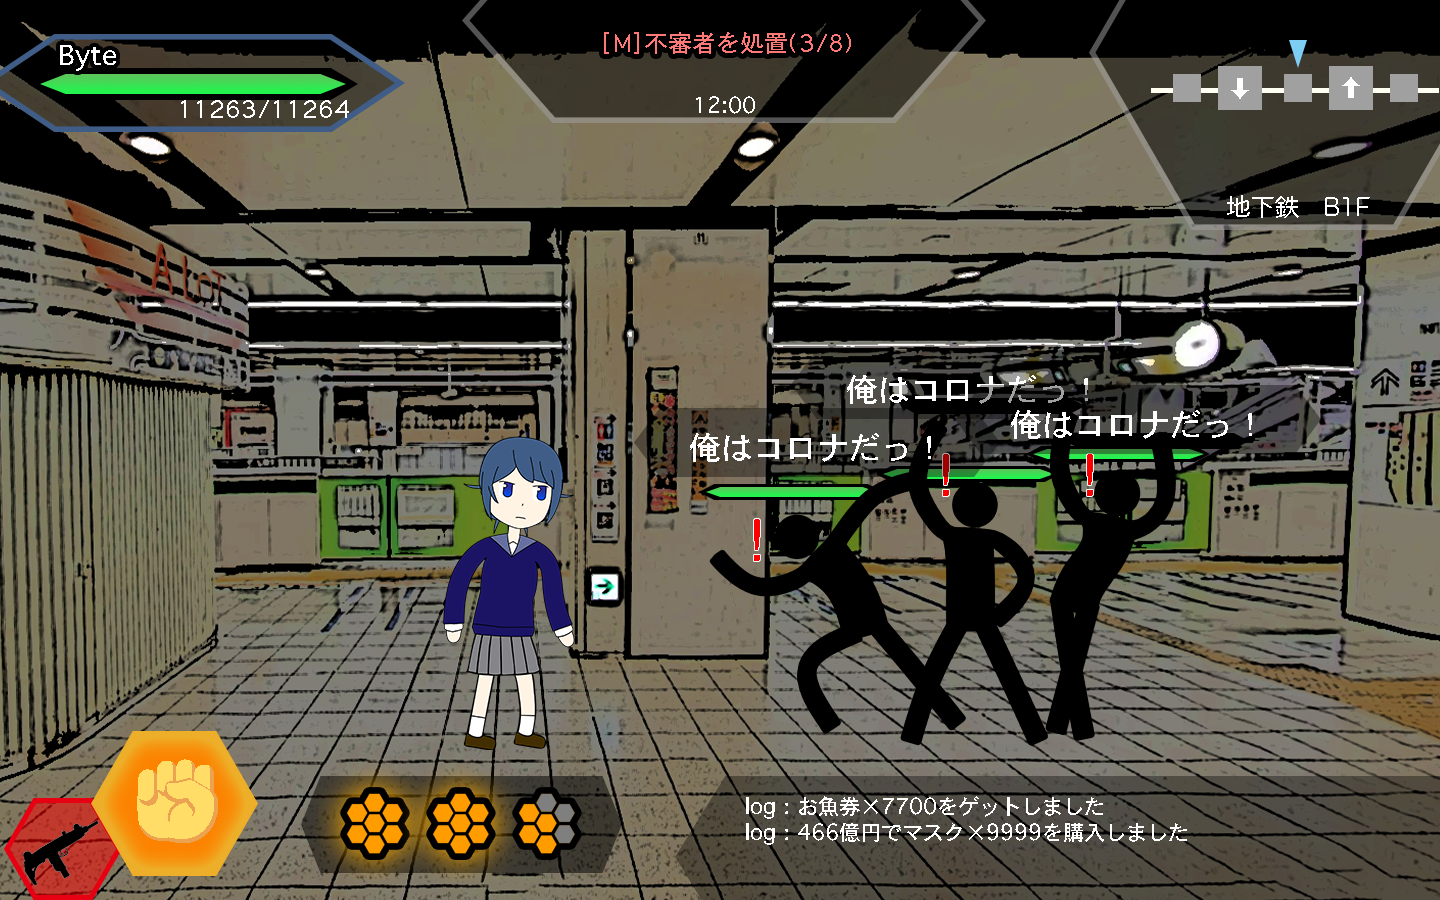 Byte
11263/11264
[M]不審者を処置(3/8)
12:00
地下鉄　B1F
ALOT
俺はコロナだっ！
俺はコロナだっ！
俺はコロナだっ！
log : お魚券×7700をゲットしました
log : 466億円でマスク×9999を購入しました